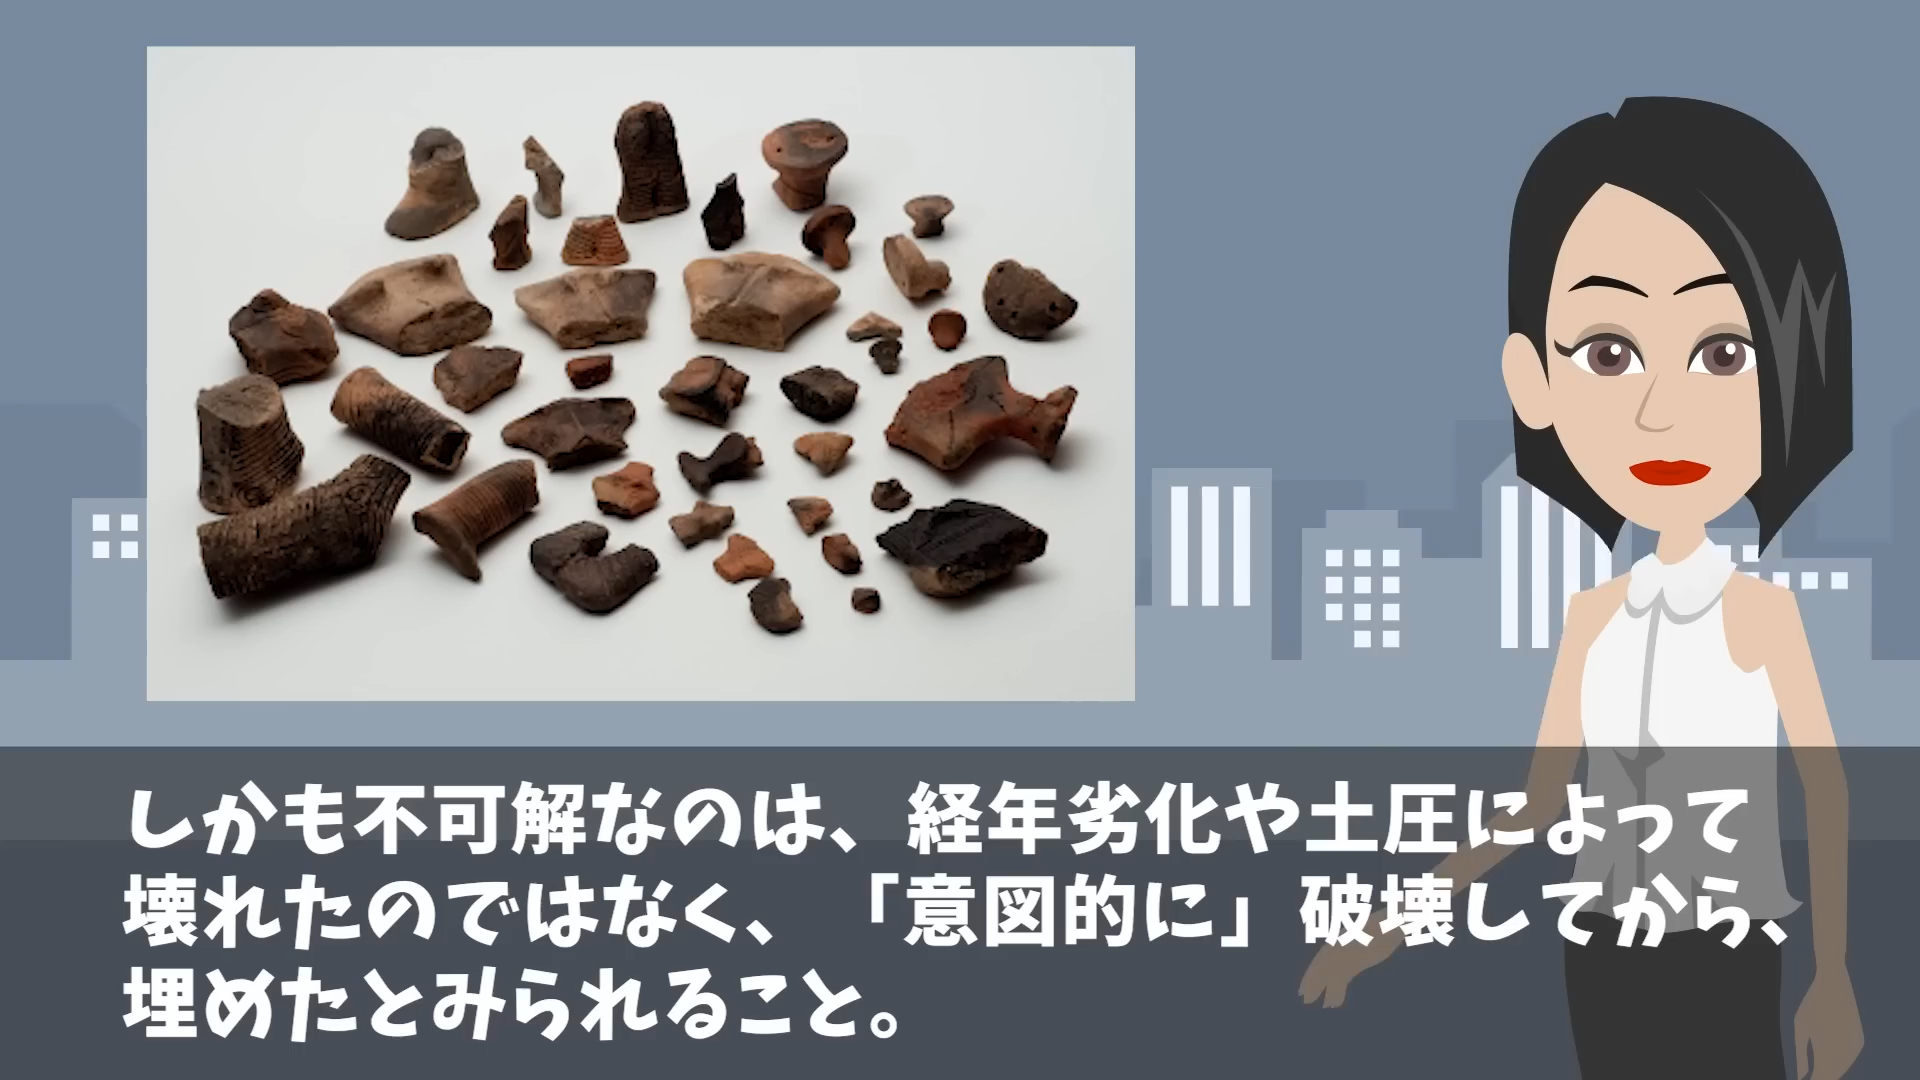 しかも不可解なのは、経年劣化や土圧によって
壊れたのではなく、「意図的に」破壊してから、
埋めたとみられること。